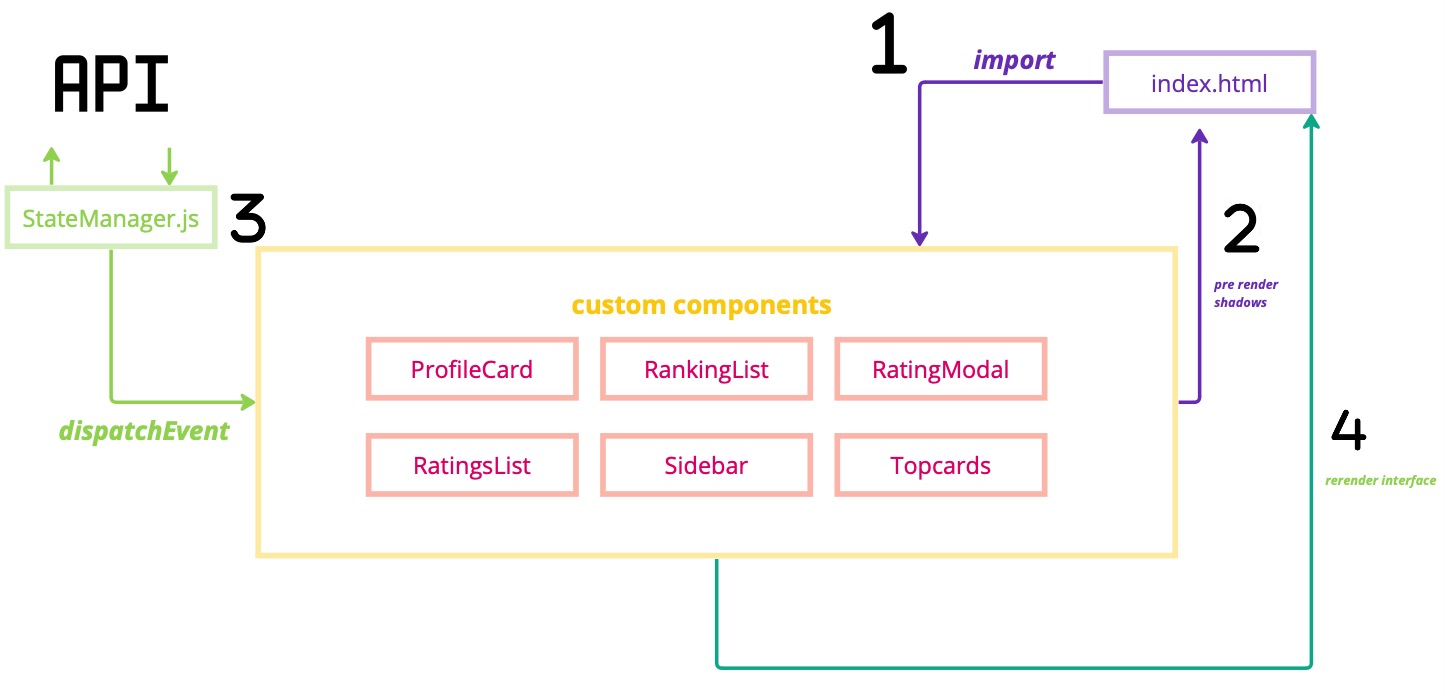 1
import
index.html
API
StateManager.js
3
2
pre render
shadows
custom components
ProfileCard
RankingList
RatingModal
dispatchEvent
RatingsList
Sidebar
Topcards
4
rerender interface